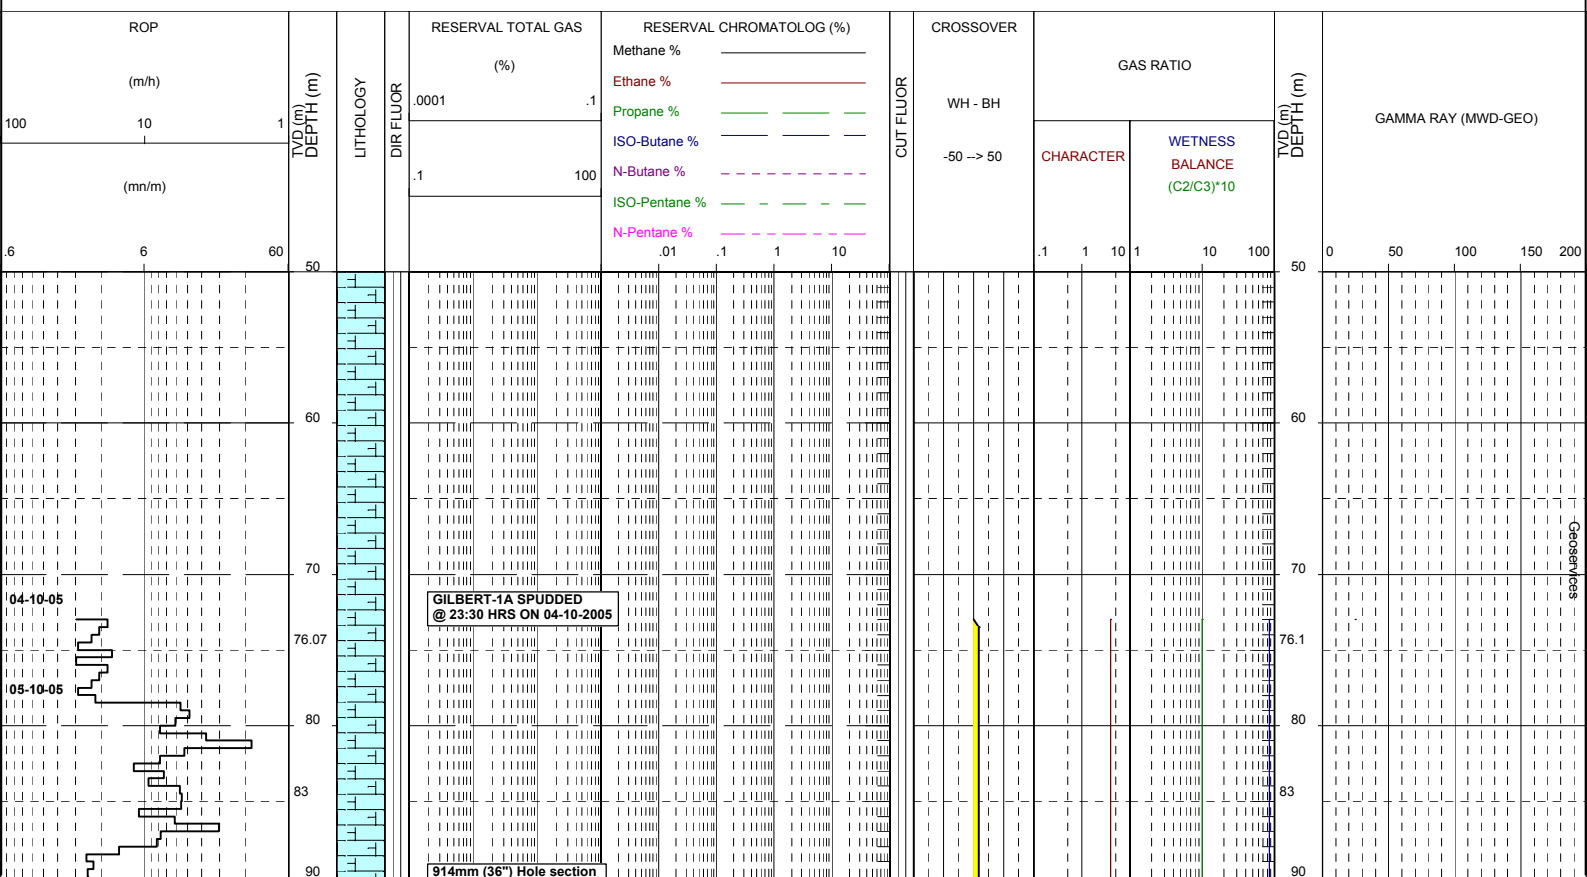 ROP
(m/h)
100 10 1
(mn/m)
.6 6 60
TVD (m)
DEPTH (m)
LITHOLOGY
DIR FLUOR
RESERVAL TOTAL GAS
(%)
.0001 .1
.1 100
RESERVAL CHROMATOLOG (%)
Methane %
Ethane %
Propane %
ISO-Butane %
N-Butane %
ISO-Pentane %
N-Pentane %
.01 .1 1 10
CUT FLUOR
CROSSOVER
WH - BH
-50 --> 50
GAS RATIO
CHARACTER
.1 1 10
WETNESS
BALANCE
(C2/C3)*10
1 10 100
TVD (m)
DEPTH (m)
GAMMA RAY (MWD-GEO)
0 50 100 150 200
50 50
60 60
Geoservices
70 70
04-10-05
GILBERT-1A SPUDDED
@ 23:30 HRS ON 04-10-2005
76.07 76.1
05-10-05
80 80
83 83
914mm (36") Hole section
90 90